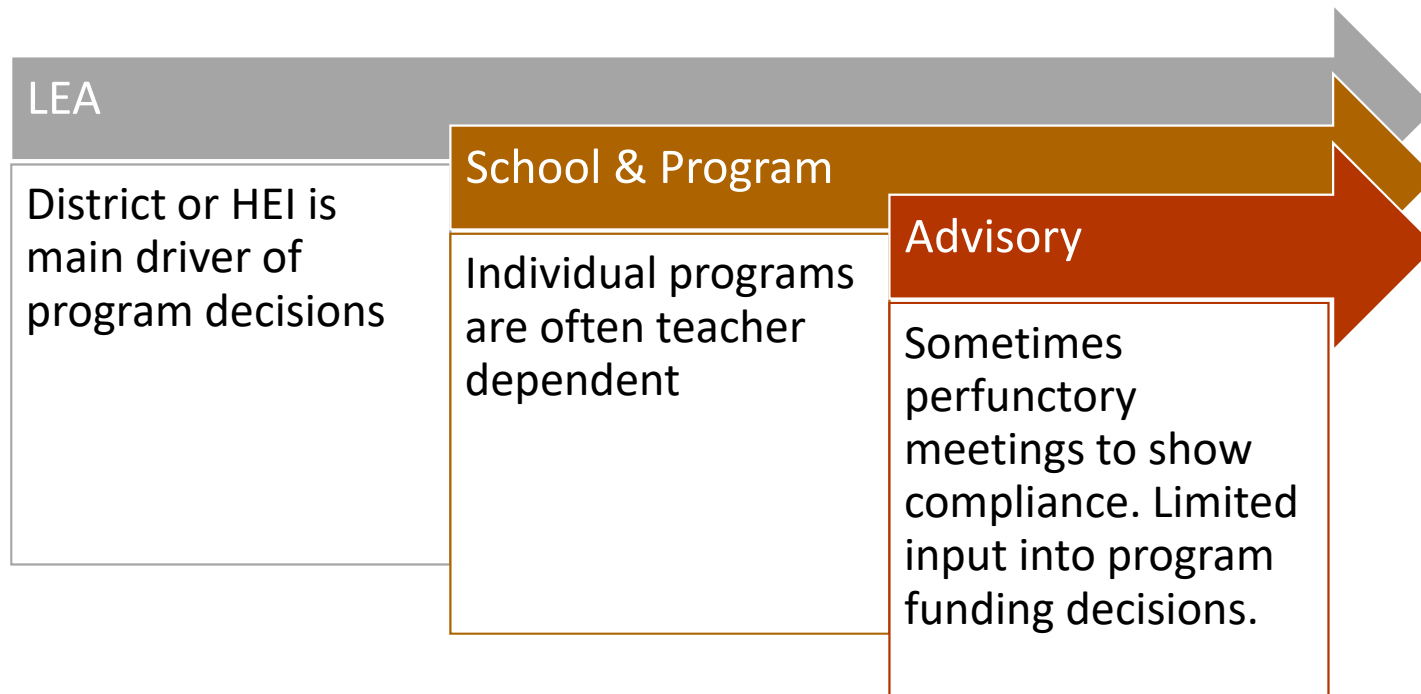 LEA
District or HEI is
main driver of
program decisions
School & Program
Individual programs
are often teacher
dependent
Advisory
Sometimes
perfunctory
meetings to show
compliance. Limited
input into program
funding decisions.